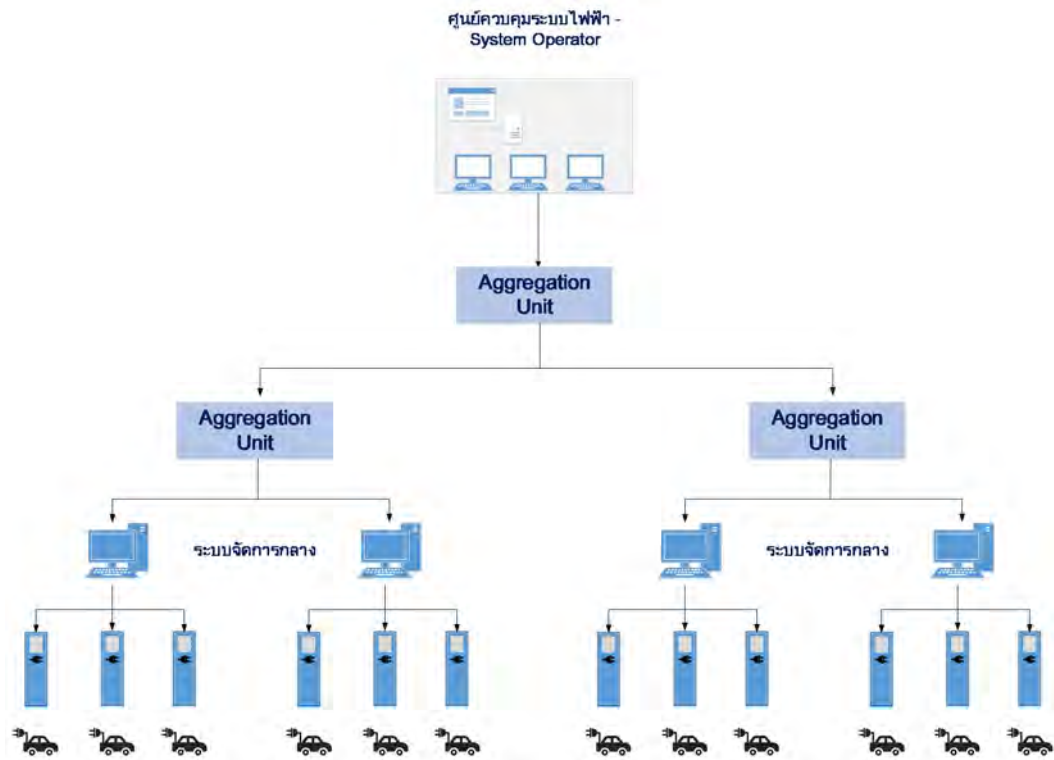 ศูนย์ควบคุมระบบไฟฟ้า -
System Operator
Aggregation
Unit
Aggregation
Unit
Aggregation
Unit
ระบบจัดการกลาง
ระบบจัดการกลาง